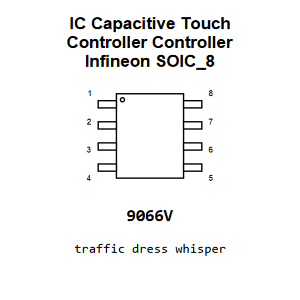 IC Capacitive Touch
Controller Controller
Infineon SOIC_8
1 8
2 7
3 6
4 5
9066V
traffic dress whisper